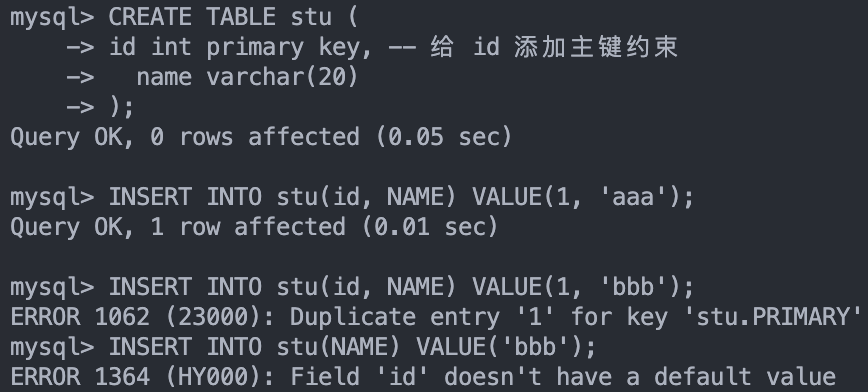 mysql> CREATE TABLE stu (
    -> id int primary key, -- 给 id 添加主键约束
    ->   name varchar(20)
    -> );
Query OK, 0 rows affected (0.05 sec)

mysql> INSERT INTO stu(id, NAME) VALUE(1, 'aaa');
Query OK, 1 row affected (0.01 sec)

mysql> INSERT INTO stu(id, NAME) VALUE(1, 'bbb');
ERROR 1062 (23000): Duplicate entry '1' for key 'stu.PRIMARY'
mysql> INSERT INTO stu(NAME) VALUE('bbb');
ERROR 1364 (HY000): Field 'id' doesn't have a default value